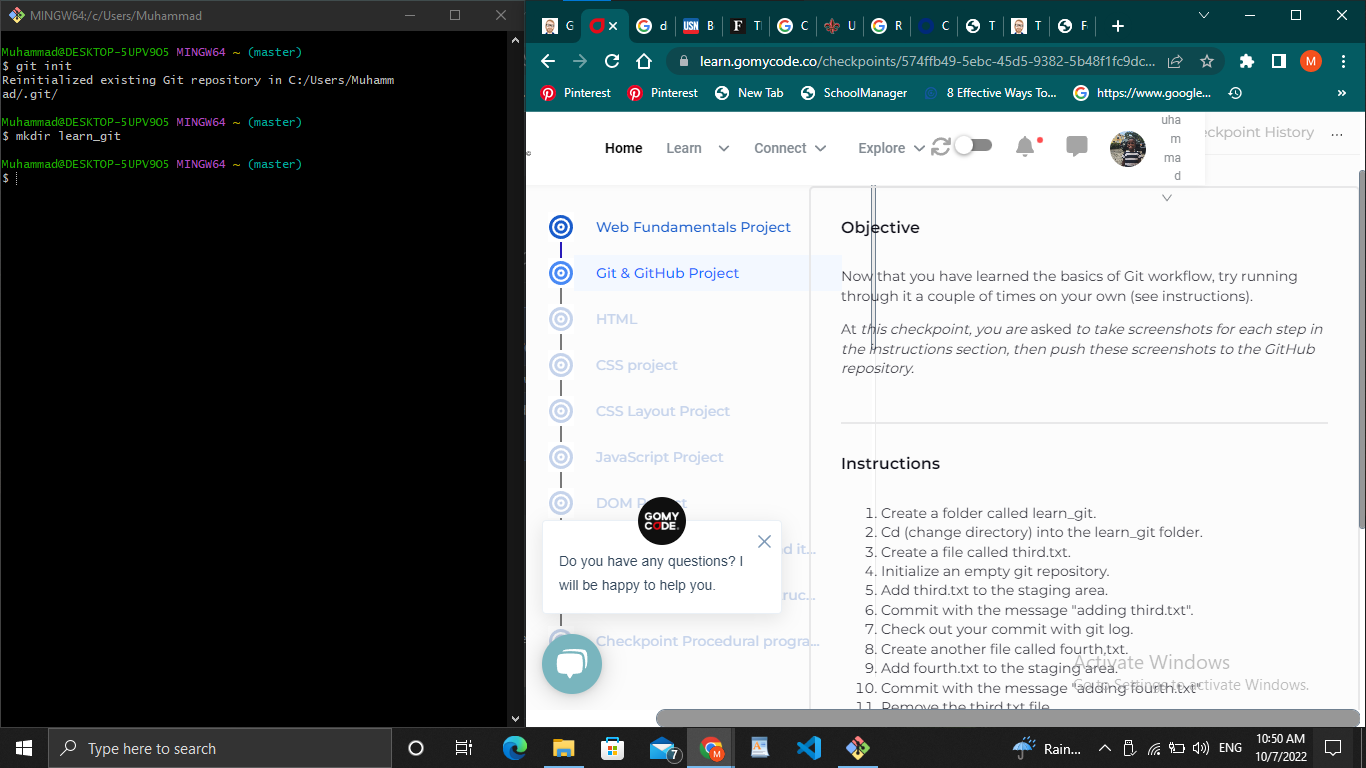 MINGW64:/c/Users/Muhammad
Muhammad@DESKTOP-5UPV9O5 MINGW64 ~ (master)
$ git init
Reinitialized existing Git repository in C:/Users/Muhamm
ad/.git/
Muhammad@DESKTOP-5UPV9O5 MINGW64 ~ (master)
$ mkdir learn_git
Muhammad@DESKTOP-5UPV9O5 MINGW64 ~ (master)
$
G d USN B F T C U R C T T F
learn.gomycode.co/checkpoints/574ffb49-5ebc-45d5-9382-5b48f1fc9dc... M
Pinterest Pinterest New Tab SchoolManager 8 Effective Ways To... https://www.google... »
Home Learn Connect Explore
uha
m
ma
d
eckpoint History ...
Web Fundamentals Project
Git & GitHub Project
HTML
CSS project
CSS Layout Project
JavaScript Project
DOM
GOMY
CODE
d it...
Do you have any questions? I
will be happy to help you.
ruc...
Checkpoint Procedural progra...
Objective
Now that you have learned the basics of Git workflow, try running
through it a couple of times on your own (see instructions).
At this checkpoint, you are asked to take screenshots for each step in
the instructions section, then push these screenshots to the GitHub
repository.
Instructions
1. Create a folder called learn_git.
2. Cd (change directory) into the learn_git folder.
3. Create a file called third.txt.
4. Initialize an empty git repository.
5. Add third.txt to the staging area.
6. Commit with the message "adding third.txt".
7. Check out your commit with git log.
8. Create another file called fourth.txt.
9. Add fourth.txt to the staging area.
10. Commit with the message "adding fourth.txt"
11. Remove the third.txt file
Activate Windows
Go to Settings to activate Windows.
Type here to search
7
M
Rain... ENG
10:50 AM
10/7/2022